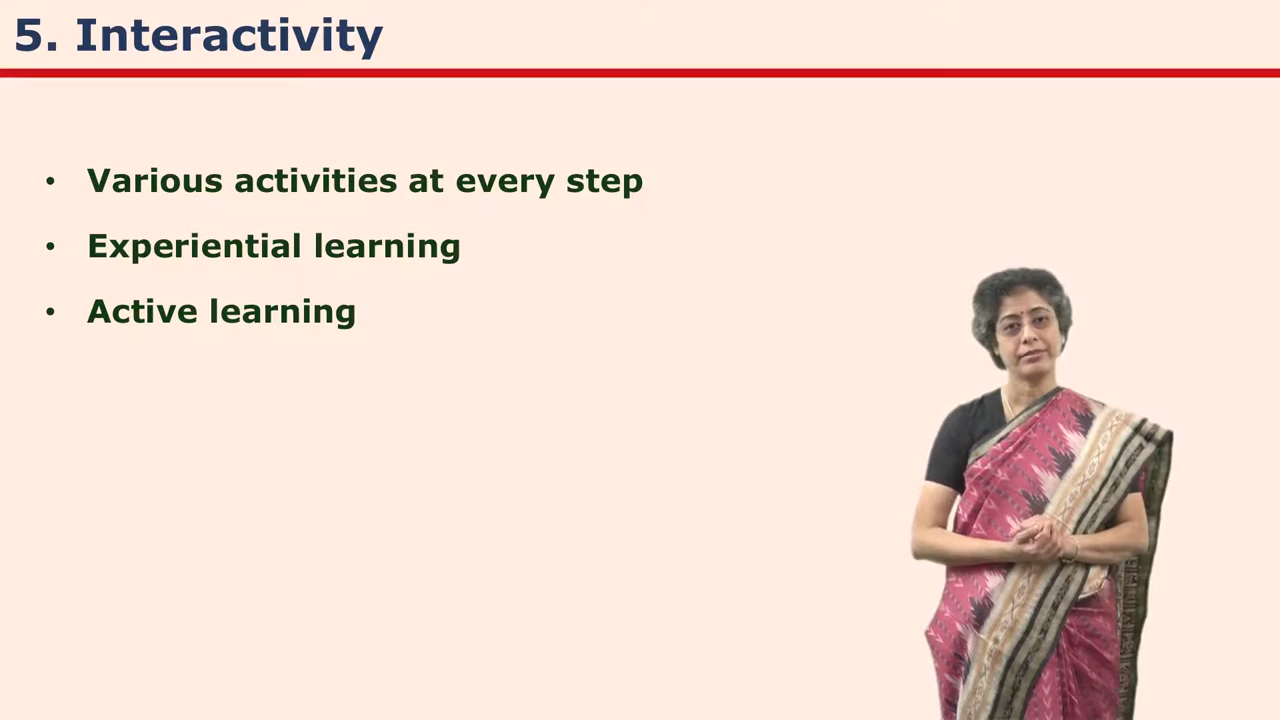 5. Interactivity
• Various activities at every step
• Experiential learning
• Active learning